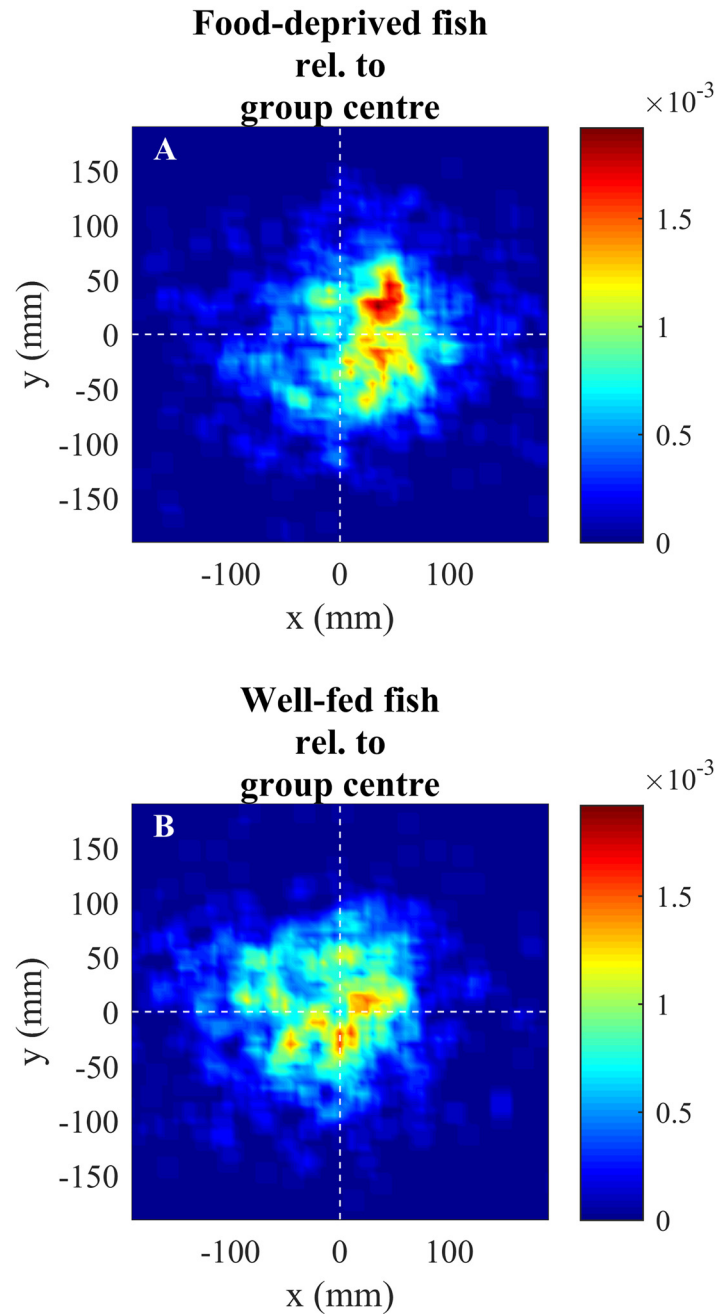 Food-deprived fish
rel. to
group centre
×10-3
A
150
100
50
0
-50
-100
-150
y (mm)
1.5
1
0.5
0
-100 0 100
x (mm)
Well-fed fish
rel. to
group centre
×10-3
B
150
100
50
0
-50
-100
-150
y (mm)
1.5
1
0.5
0
-100 0 100
x (mm)